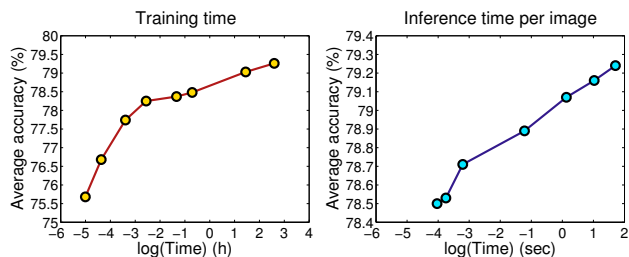 Training time
Average accuracy (%)
80
79.5
79
78.5
78
77.5
77
76.5
76
75.5
75
−6 −5 −4 −3 −2 −1 0 1 2 3 4
log(Time) (h)
Inference time per image
Average accuracy (%)
79.4
79.3
79.2
79.1
79
78.9
78.8
78.7
78.6
78.5
78.4
−6 −5 −4 −3 −2 −1 0 1 2
log(Time) (sec)